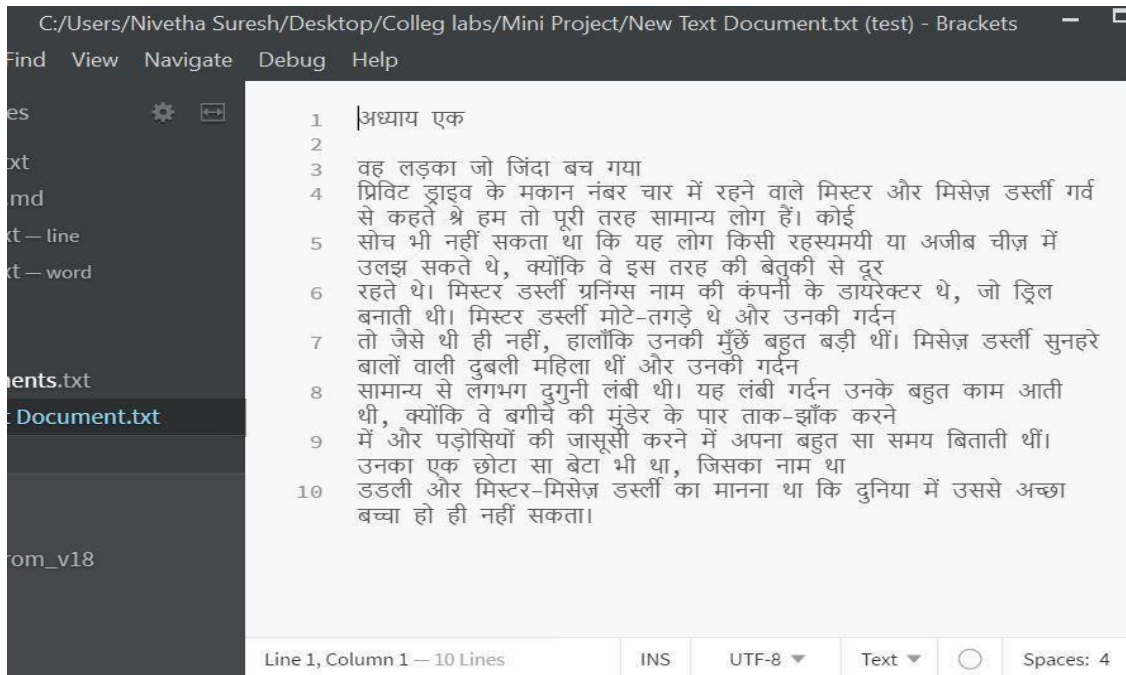 C:/Users/Nivetha Suresh/Desktop/Colleg labs/Mini Project/New Text Document.txt (test) - Brackets
Find View Navigate Debug Help
es
xt
.md
xt — line
xt — word
ments.txt
t Document.txt
rom_v18
1 अध्याय एक
2
3 वह लड़का जो जिंदा बच गया
4 प्रिविट ड्राइव के मकान नंबर चार में रहने वाले मिस्टर और मिसेज़ डर्स्ली गर्व
से कहते श्रे हम तो पूरी तरह सामान्य लोग हैं। कोई
5 सोच भी नहीं सकता था कि यह लोग किसी रहस्यमयी या अजीब चीज़ में
उलझ सकते थे, क्योंकि वे इस तरह की बेतुकी से दूर
6 रहते थे। मिस्टर डर्स्ली ग्रनिंग्स नाम की कंपनी के डायरेक्टर थे, जो ड्रिल
बनाती थी। मिस्टर डर्स्ली मोटे-तगड़े थे और उनकी गर्दन
7 तो जैसे थी ही नहीं, हालाँकि उनकी मुँछें बहुत बड़ी थीं। मिसेज़ डर्स्ली सुनहरे
बालों वाली दुबली महिला थीं और उनकी गर्दन
8 सामान्य से लगभग दुगुनी लंबी थी। यह लंबी गर्दन उनके बहुत काम आती
थी, क्योंकि वे बगीचे की मुंडेर के पार ताक-झाँक करने
9 में और पड़ोसियों की जासूसी करने में अपना बहुत सा समय बिताती थीं।
उनका एक छोटा सा बेटा भी था, जिसका नाम था
10 डडली और मिस्टर-मिसेज़ डर्स्ली का मानना था कि दुनिया में उससे अच्छा
बच्चा हो ही नहीं सकता।
Line 1, Column 1 — 10 Lines INS UTF-8 Text Spaces: 4